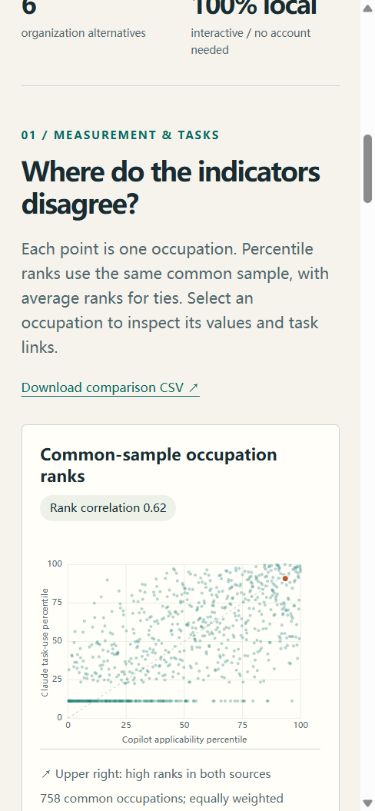 6
100% local
organization alternatives
interactive / no account
needed
01 / MEASUREMENT & TASKS
Where do the indicators
disagree?
Each point is one occupation. Percentile
ranks use the same common sample, with
average ranks for ties. Select an
occupation to inspect its values and task
links.
Download comparison CSV ↗
Common-sample occupation
ranks
Rank correlation 0.62
100
75
50
25
0
Claude task-use percentile
0
25
50
75
100
Copilot applicability percentile
↗ Upper right: high ranks in both sources
758 common occupations; equally weighted